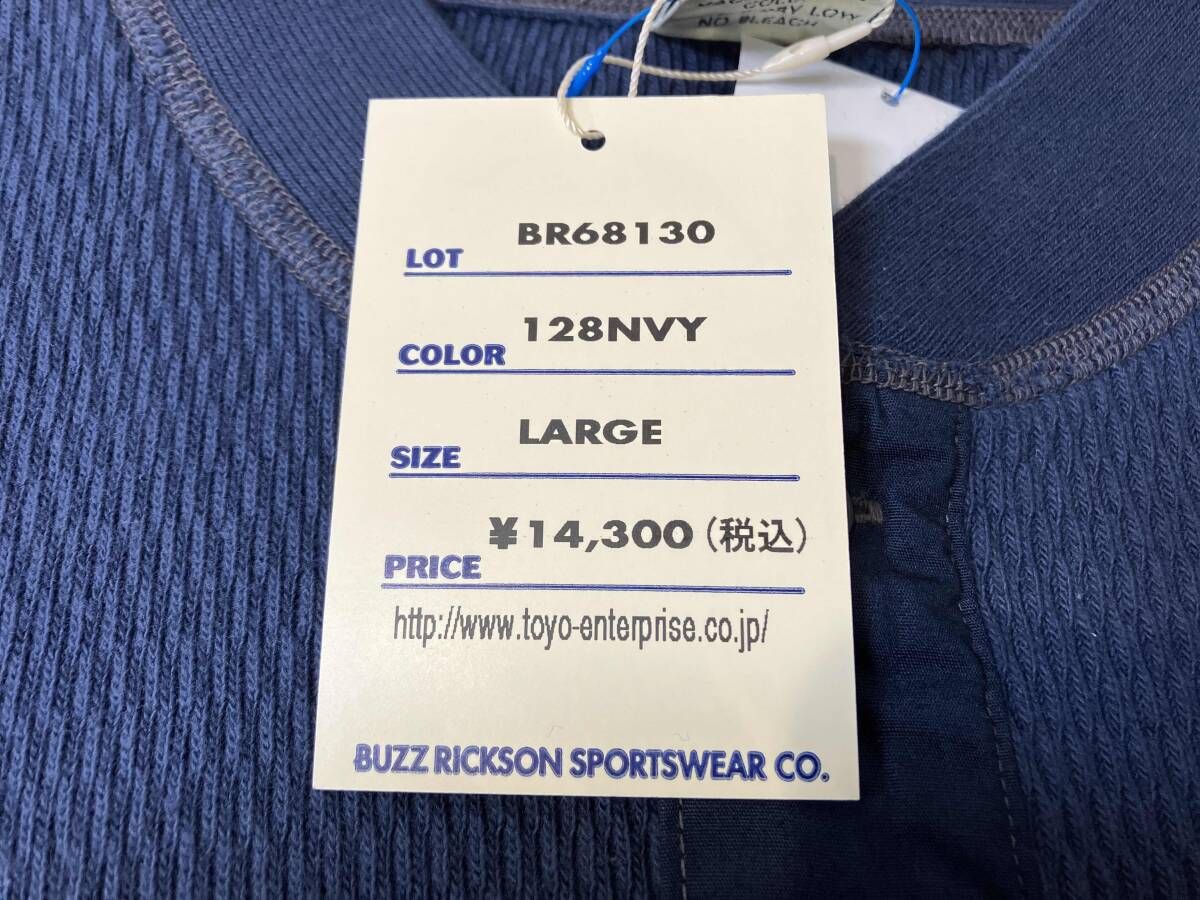 LOW
NO BLEACH
LOT BR68130
COLOR 128NVY
SIZE LARGE
PRICE ¥14,300(税込)
http://www.toyo-enterprise.co.jp/
BUZZ RICKSON SPORTSWEAR CO.